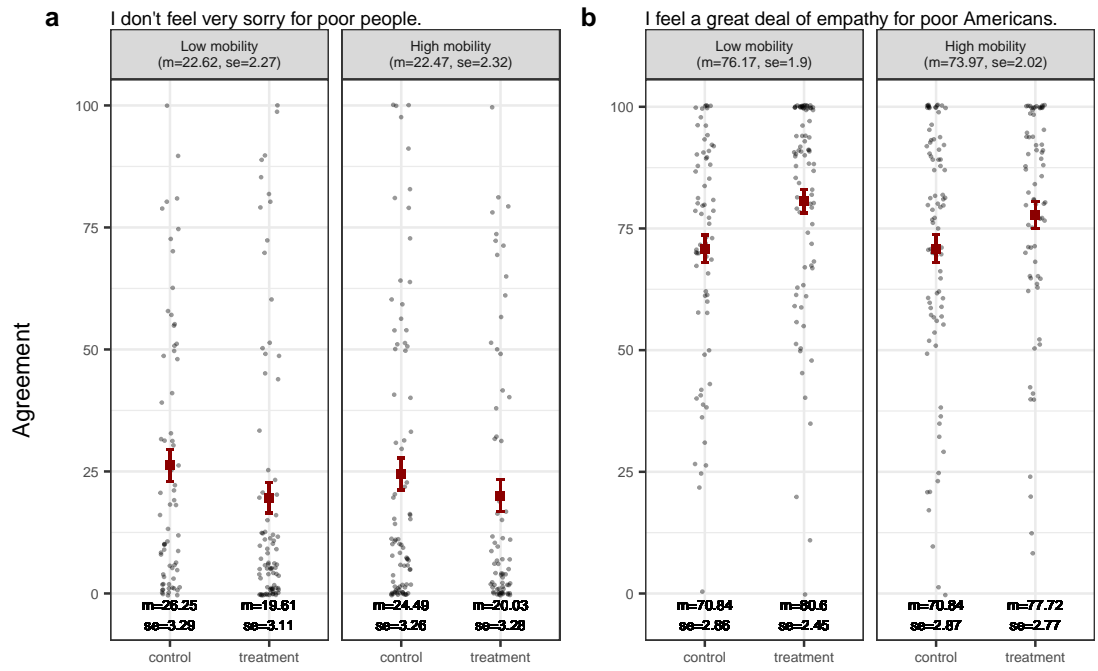 a
I don't feel very sorry for poor people.
Low mobility
(m=22.62, se=2.27)
High mobility
(m=22.47, se=2.32)
Agreement
100
75
50
25
0
m=26.25
se=3.29
m=19.61
se=3.11
m=24.49
se=3.26
m=20.03
se=3.28
control
treatment
control
treatment
b
I feel a great deal of empathy for poor Americans.
Low mobility
(m=76.17, se=1.9)
High mobility
(m=73.97, se=2.02)
100
75
50
25
0
m=70.84
se=2.86
m=80.6
se=2.45
m=70.84
se=2.87
m=77.72
se=2.77
control
treatment
control
treatment